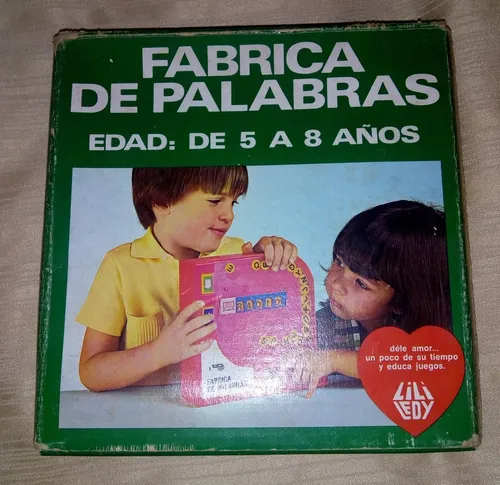 FABRICA
DE PALABRAS
EDAD: DE 5 A 8 AÑOS
RADIO
FABRICA
DE PALABRAS
déle amor...
un poco de su tiempo
y educa juegos.
LiLi
LEDY